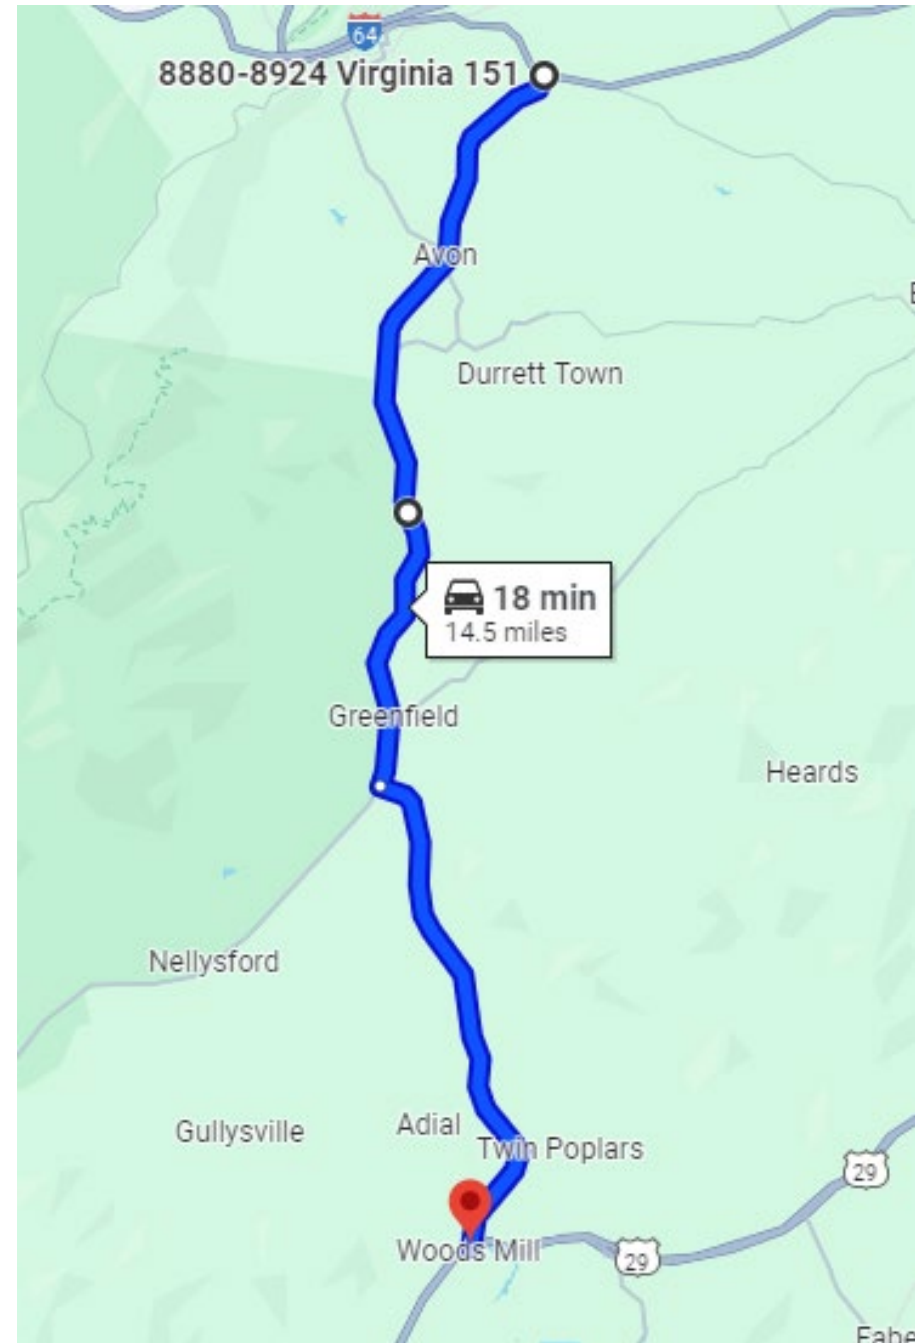 64
8880-8924 Virginia 151
Avon
Durrett Town
18 min
14.5 miles
Greenfield
Heards
Nellysford
Adial
Gullysville
Twin Poplars
29
Woods Mill
29
Fabe